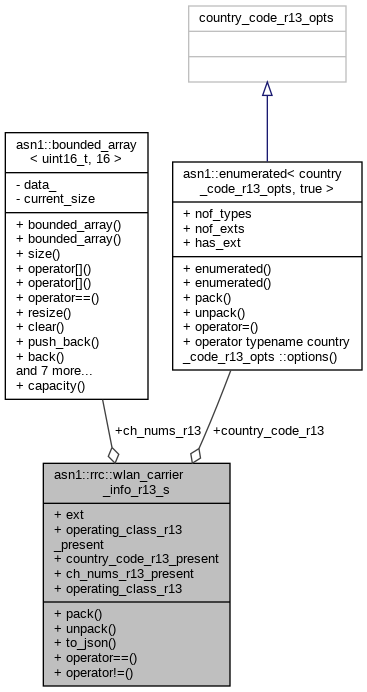 country_code_r13_opts
asn1::bounded_array
< uint16_t, 16 >
- data_
- current_size
+ bounded_array()
+ bounded_array()
+ size()
+ operator[]()
+ operator[]()
+ operator==()
+ resize()
+ clear()
+ push_back()
+ back()
and 7 more...
+ capacity()
asn1::enumerated< country
_code_r13_opts, true >
+ nof_types
+ nof_exts
+ has_ext
+ enumerated()
+ enumerated()
+ pack()
+ unpack()
+ operator=()
+ operator typename country
_code_r13_opts ::options()
+ch_nums_r13
+country_code_r13
asn1::rrc::wlan_carrier
_info_r13_s
+ ext
+ operating_class_r13
_present
+ country_code_r13_present
+ ch_nums_r13_present
+ operating_class_r13
+ pack()
+ unpack()
+ to_json()
+ operator==()
+ operator!=()